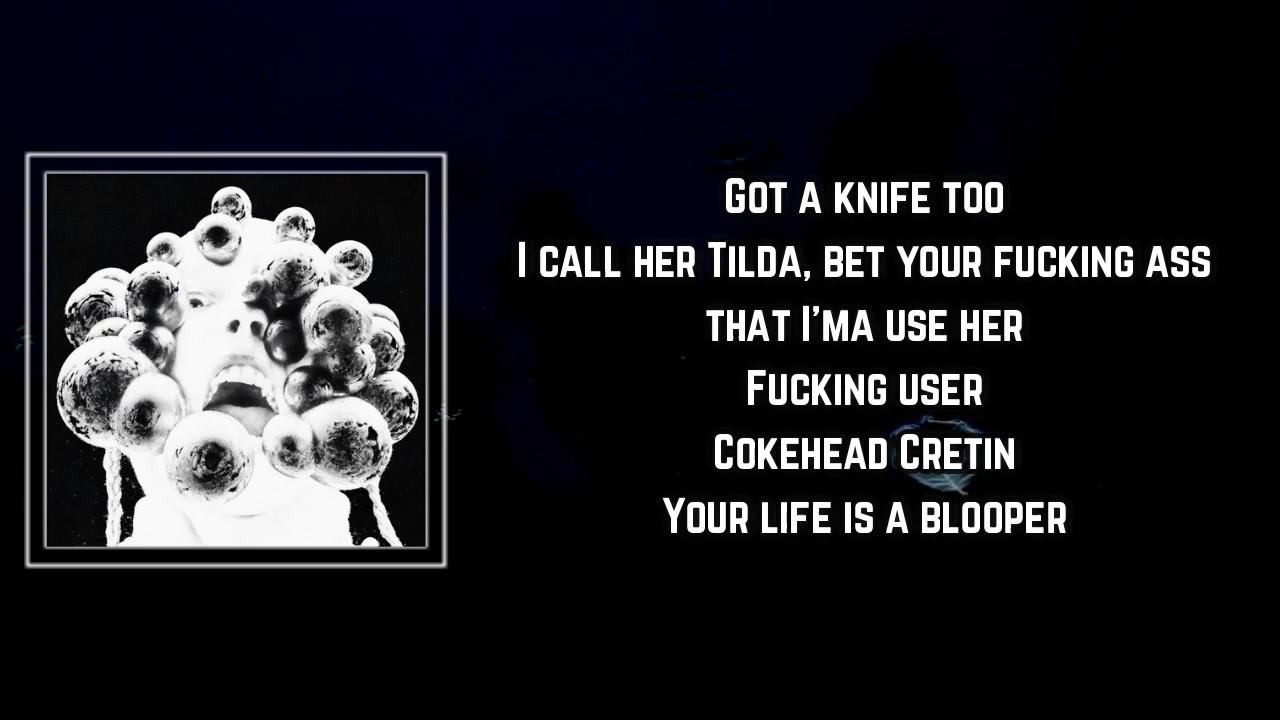 Got a knife too
I call her Tilda, bet your fucking ass
that I'ma use her
Fucking user
Cokehead Cretin
Your life is a blooper